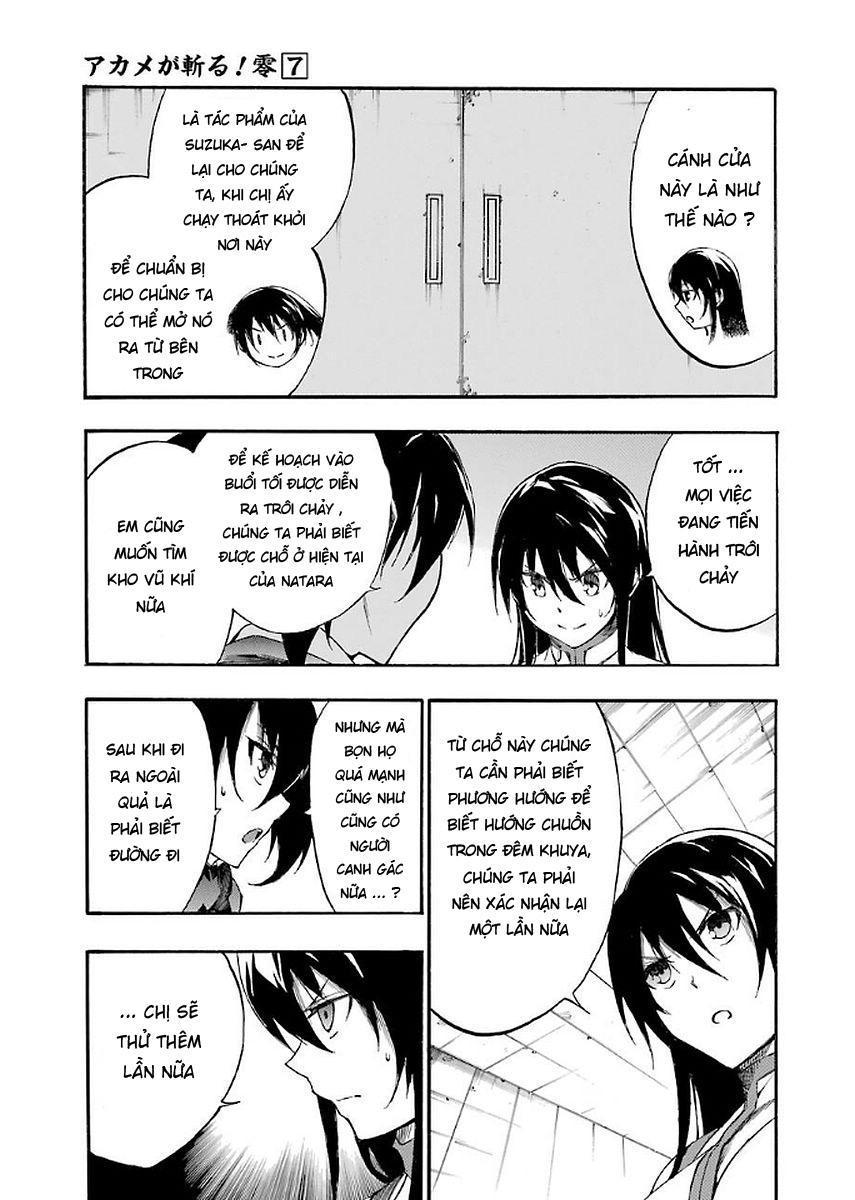 アカメが斬る!零7
CÁNH CỬA
NÀY LÀ NHƯ
THẾ NÀO ?
LÀ TÁC PHẨM CỦA
SUZUKA- SAN ĐỂ
LẠI CHO CHÚNG
TA, KHI CHỊ ẤY
CHẠY THOÁT KHỎI
NƠI NÀY
ĐỂ CHUẨN BỊ
CHO CHÚNG TA
CÓ THỂ MỞ NÓ
RA TỪ BÊN
TRONG
TỐT ...
MỌI VIỆC
ĐANG TIẾN
HÀNH TRÔI
CHẢY
ĐỂ KẾ HOẠCH VÀO
BUỔI TỐI ĐƯỢC DIỄN
RA TRÔI CHẢY ,
CHÚNG TA PHẢI BIẾT
ĐƯỢC CHỖ Ở HIỆN TẠI
CỦA NATARA
EM CŨNG
MUỐN TÌM
KHO VŨ KHÍ
NỮA
TỪ CHỖ NÀY CHÚNG
TA CẦN PHẢI BIẾT
PHƯƠNG HƯỚNG ĐỂ
BIẾT HƯỚNG CHUỒN
TRONG ĐÊM KHUYA,
CHÚNG TA PHẢI
NÊN XÁC NHẬN LẠI
MỘT LẦN NỮA
NHƯNG MÀ
BỌN HỌ
QUÁ MẠNH
CŨNG NHƯ
CŨNG CÓ
NGƯỜI
CANH GÁC
NỮA ... ?
SAU KHI ĐI
RA NGOÀI
QUẢ LÀ
PHẢI BIẾT
ĐƯỜNG ĐI
... CHỊ SẼ
THỬ THÊM
LẦN NỮA